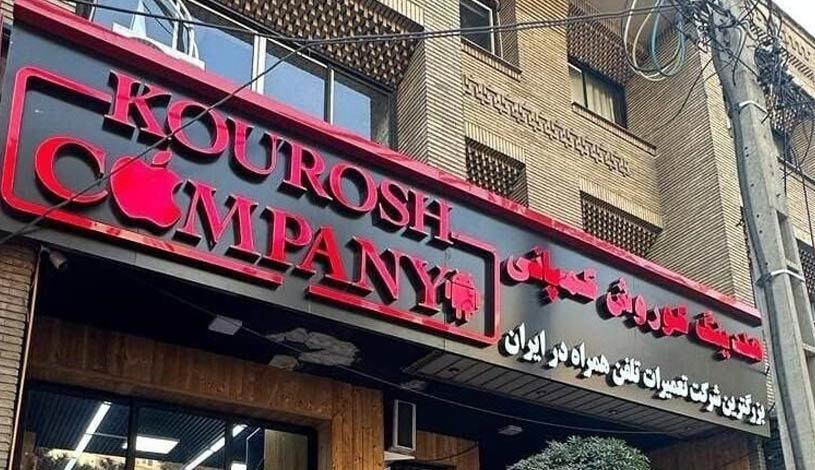 KOUROSH
COMPANY
هلدینگ کوروش کمپانی
بزرگترین شرکت تعمیرات تلفن همراه در ایران